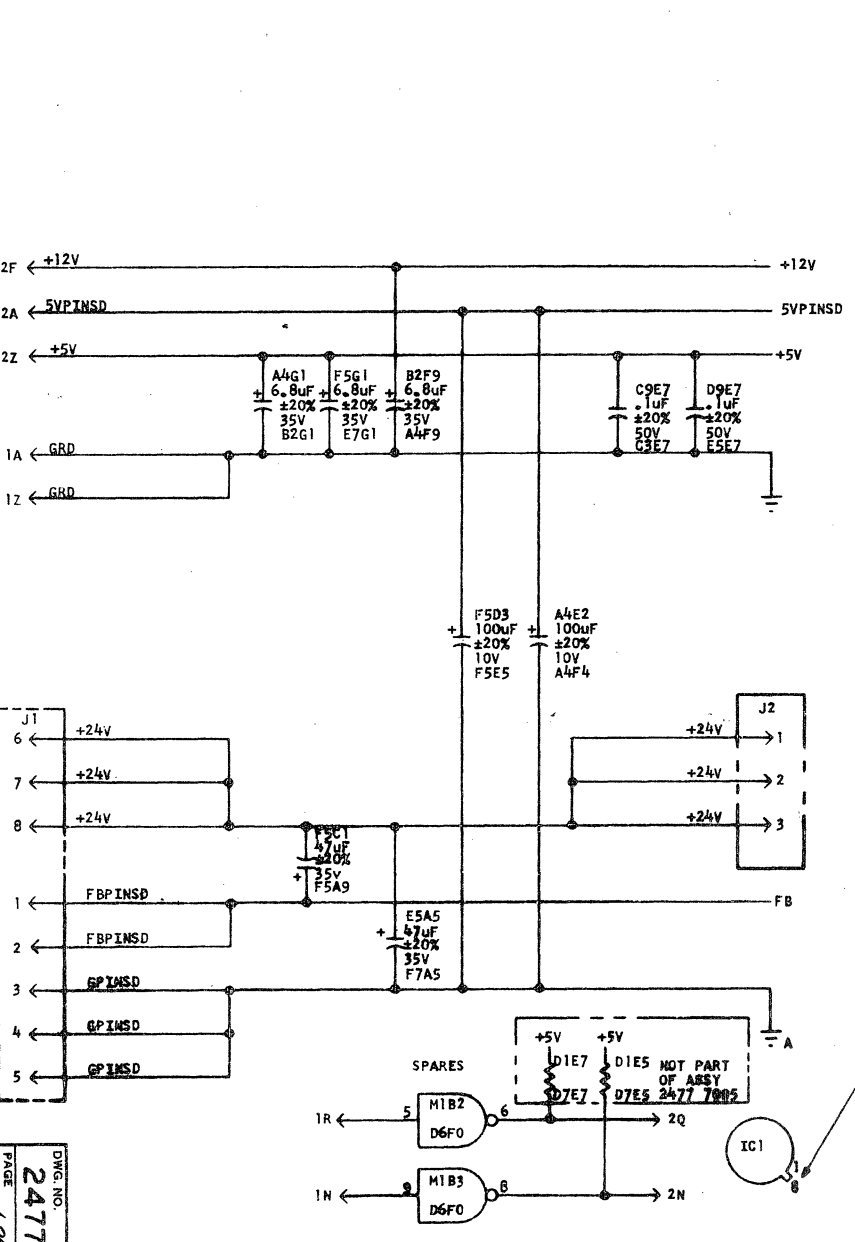 2F +12V +12V
2A 5VPINSD 5VPINSD
2Z +5V +5V
A4G1
+ 6.8uF
±20%
35V
B2G1
F5G1
+ 6.8uF
±20%
35V
E7G1
B2F9
+ 6.8uF
±20%
35V
A4F9
C9E7
.1uF
±20%
50V
C3E7
D9E7
.1uF
±20%
50V
E5E7
1A GRD
1Z GRD
F5D3
+ 100uF
±20%
10V
F5E5
A4E2
+ 100uF
±20%
10V
A4F4
J1
6 +24V
7 +24V
8 +24V
J2
+24V 1
+24V 2
+24V 3
F5C1
47uF
±20%
+ 35V
F5A9
1 FBPINSD FB
2 FBPINSD
E5A5
+ 47uF
±20%
35V
F7A5
3 GPINSD
4 GPINSD
5 GPINSD
A
+5V +5V
D1E7 D1E5 NOT PART
OF ASSY
D7E7 D7E5 2477 7005
SPARES
1R 5 M1B2 6 2Q
D6F0
1N 9 M1B3 8 2N
D6F0
IC1
1
8
DWG. NO.
2477
PAGE